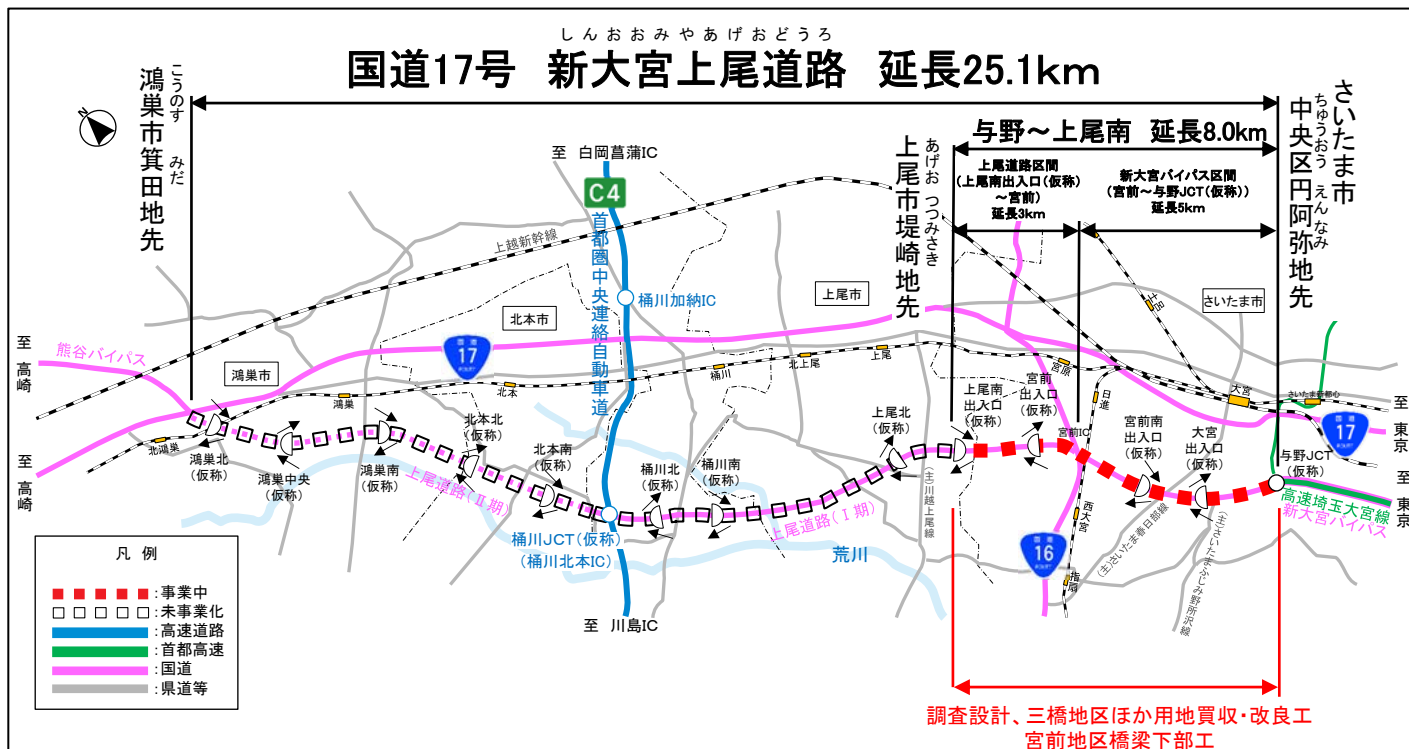 しんおおみやあげおどうろ
国道17号 新大宮上尾道路 延長25.1km
こうのす みだ
鴻巣市箕田地先
さいたま市
ちゅうおう えんなみ
中央区円阿弥地先
あげお つつみさき
上尾市堤崎地先
与野~上尾南 延長8.0km
上尾道路区間
(上尾南出入口(仮称)
~宮前)
延長3km
新大宮バイパス区間
(宮前~与野JCT(仮称))
延長5km
N
至 白岡菖蒲IC
C4
首都圏中央連絡自動車道
上越新幹線
桶川加納IC
北本市
上尾市
さいたま市
鴻巣市
至 高崎
熊谷バイパス
国道
17
至 高崎
北鴻巣
鴻巣
北本
桶川
北上尾
上尾
宮原
土呂
大宮
さいたま新都心
日進
西大宮
指扇
至 東京
国道
17
至 東京
鴻巣北
(仮称)
鴻巣中央
(仮称)
鴻巣南
(仮称)
北本北
(仮称)
北本南
(仮称)
桶川北
(仮称)
桶川南
(仮称)
上尾北
(仮称)
上尾南
出入口
(仮称)
宮前
出入口
(仮称)
宮前IC
宮前南
出入口
(仮称)
大宮
出入口
(仮称)
与野JCT
(仮称)
高速埼玉大宮線
新大宮バイパス
上尾道路(Ⅱ期)
上尾道路(Ⅰ期)
桶川JCT(仮称)
(桶川北本IC)
(主)川越上尾線
(主)さいたま春日部線
(主)さいたまふじみ野所沢線
荒川
国道
16
至 川島IC
凡 例
:事業中
:未事業化
:高速道路
:首都高速
:国道
:県道等
調査設計、三橋地区ほか用地買収・改良工
宮前地区橋梁下部工